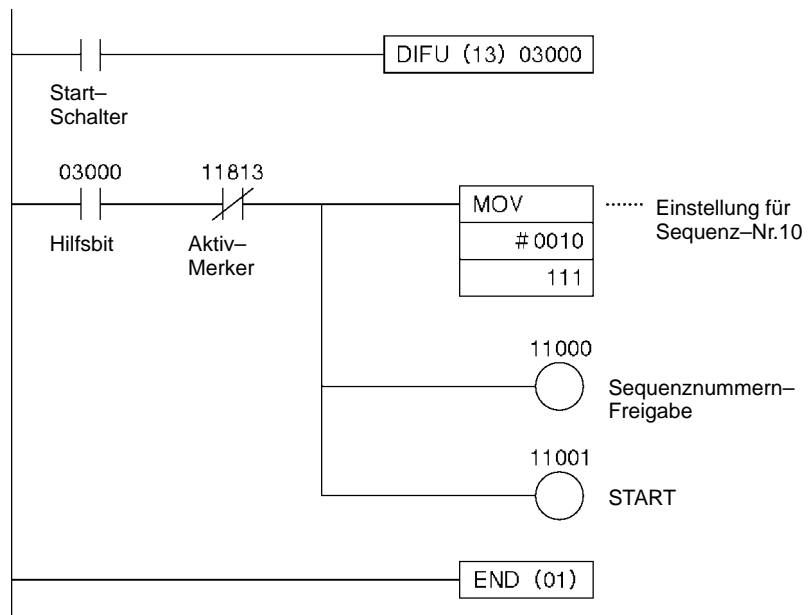 DIFU (13) 03000
Start–
Schalter
03000
11813
Hilfsbit
Aktiv–
Merker
MOV
#0010
111
······· Einstellung für
Sequenz–Nr.10
11000
Sequenznummern–
Freigabe
11001
START
END (01)